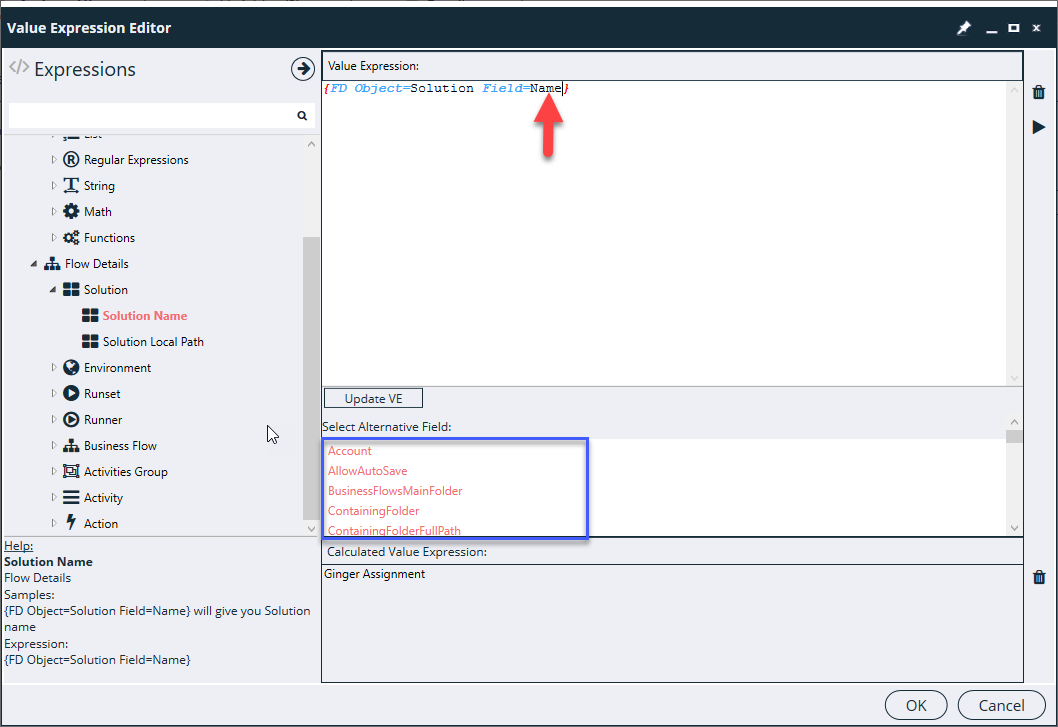 Value Expression Editor
</> Expressions
Regular Expressions
String
Math
Functions
Flow Details
Solution
Solution Name
Solution Local Path
Environment
Runset
Runner
Business Flow
Activities Group
Activity
Action
Help:
Solution Name
Flow Details
Samples:
{FD Object=Solution Field=Name} will give you Solution
name
Expression:
{FD Object=Solution Field=Name}
Value Expression:
{FD Object=Solution Field=Name}
Update VE
Select Alternative Field:
Account
AllowAutoSave
BusinessFlowsMainFolder
ContainingFolder
ContainingFolderFullPath
Calculated Value Expression:
Ginger Assignment
OK
Cancel